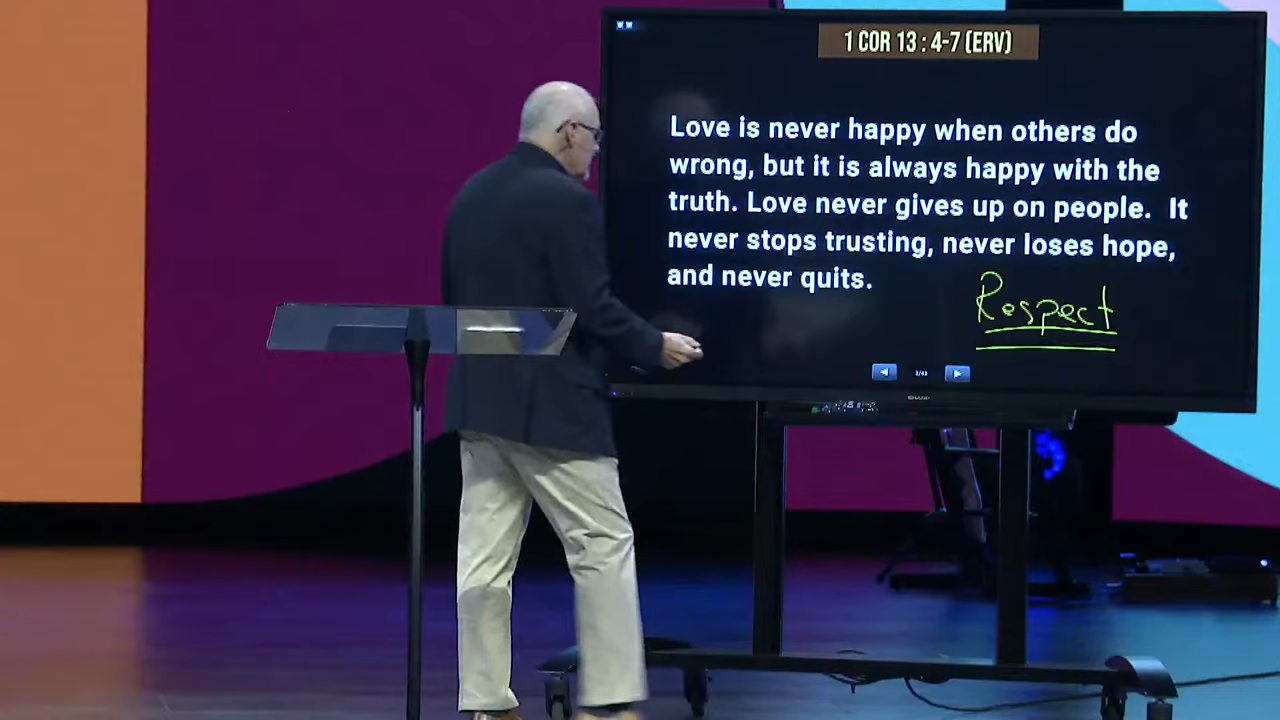 1 COR 13 : 4-7 (ERV)
Love is never happy when others do
wrong, but it is always happy with the
truth. Love never gives up on people. It
never stops trusting, never loses hope,
and never quits.
Respect
SHARP